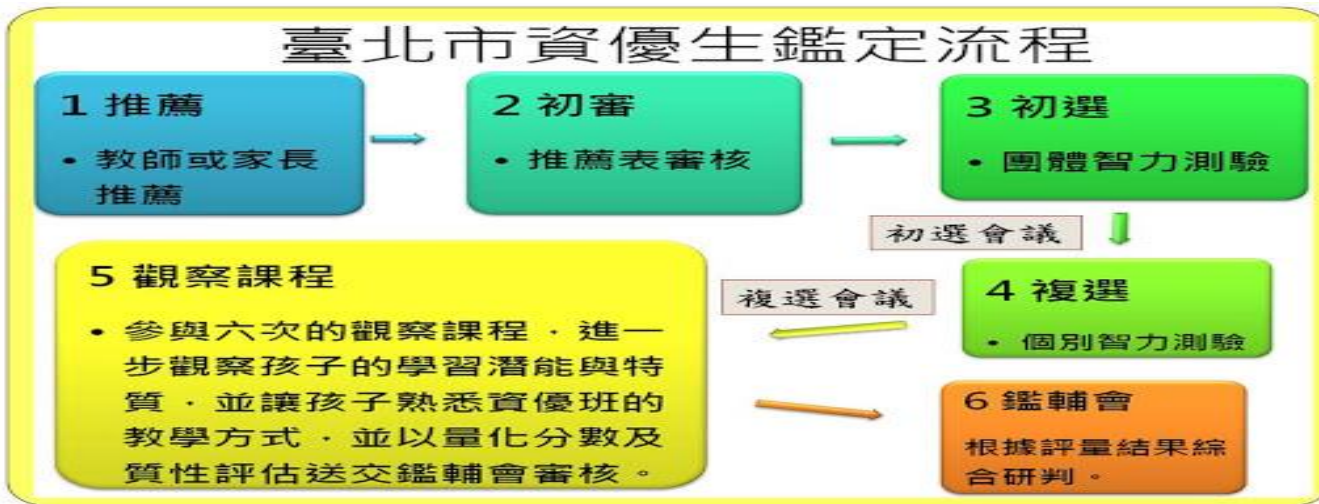 臺北市資優生鑑定流程
1 推薦
• 教師或家長
推薦
2 初審
• 推薦表審核
3 初選
• 團體智力測驗
初選會議
4 複選
• 個別智力測驗
複選會議
5 觀察課程
• 參與六次的觀察課程，進一
步觀察孩子的學習潛能與特
質，並讓孩子熟悉資優班的
教學方式，並以量化分數及
質性評估送交鑑輔會審核。
6 鑑輔會
根據評量結果綜
合研判。